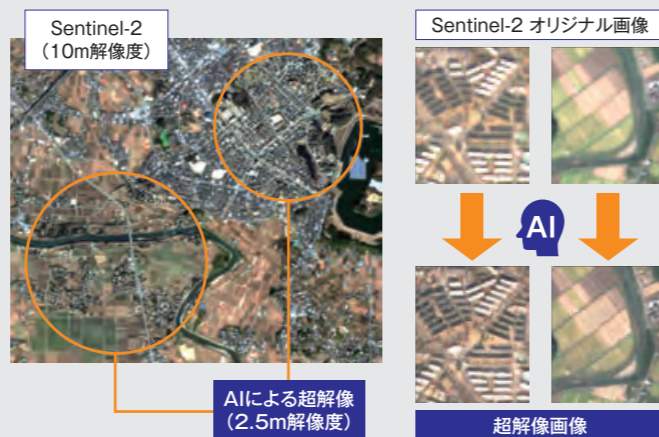 Sentinel-2
（10m解像度）
AIによる超解像
（2.5m解像度）
Sentinel-2 オリジナル画像
AI
超解像画像